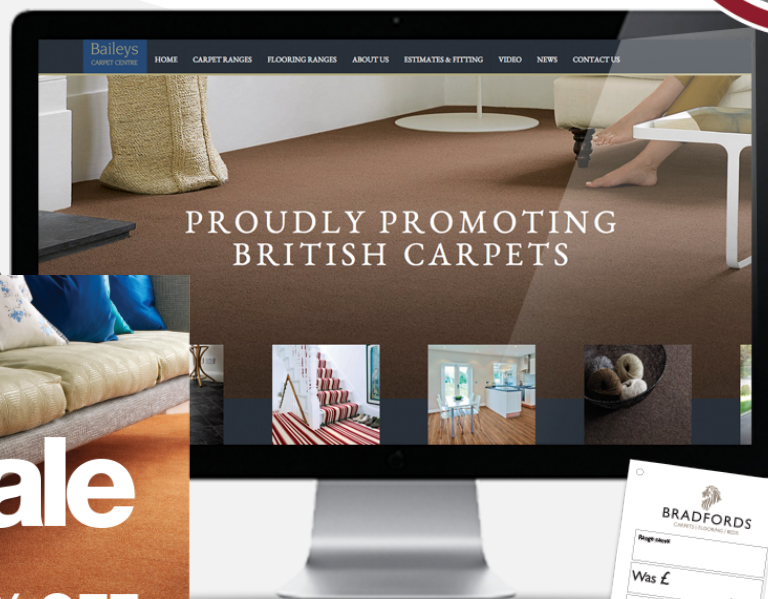 Baileys
CARPET CENTRE
HOME CARPET RANGES FLOORING RANGES ABOUT US ESTIMATES & FITTING VIDEO NEWS CONTACT US
PROUDLY PROMOTING
BRITISH CARPETS
ale
OFF
BRADFORDS
CARPETS | FLOORING | BEDS
Range name
Was £